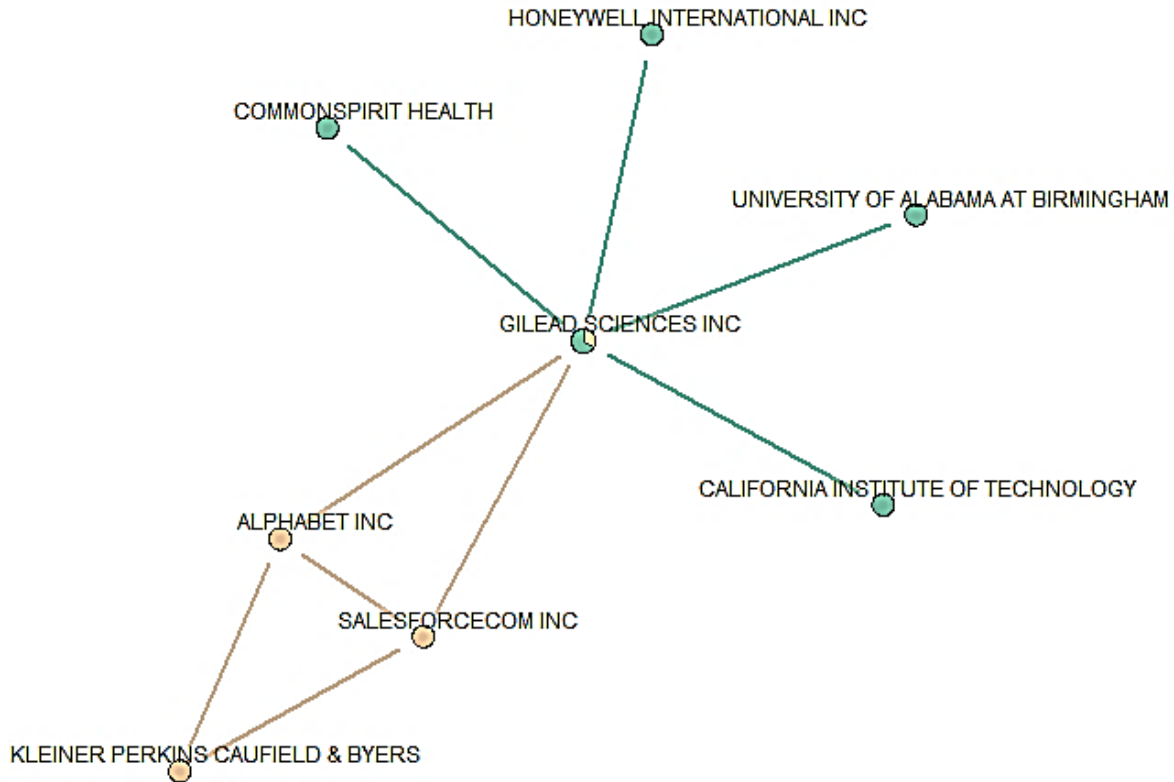 HONEYWELL INTERNATIONAL INC
COMMONSPIRIT HEALTH
UNIVERSITY OF ALABAMA AT BIRMINGHAM
GILEAD SCIENCES INC
CALIFORNIA INSTITUTE OF TECHNOLOGY
ALPHABET INC
SALESFORCECOM INC
KLEINER PERKINS CAUFIELD & BYERS